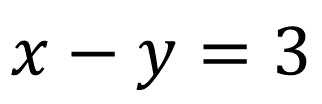 x − y = 3